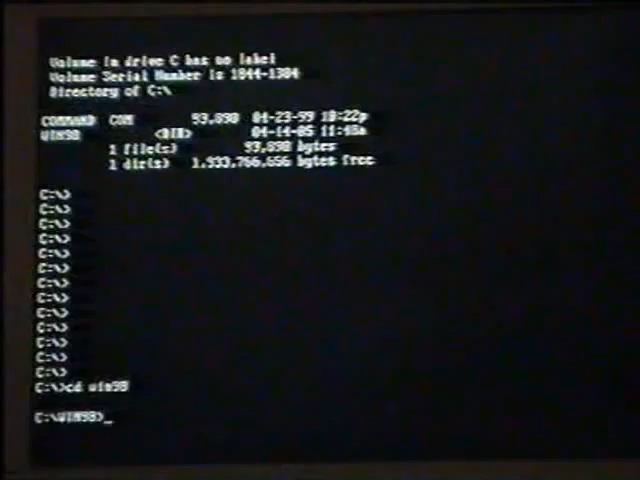 Volume in drive C has no label
Volume Serial Number is 1844-1304
Directory of C:\
COMMAND COM 93,890 04-23-99 10:22p
WIN98 <DIR> 04-14-05 11:45a
1 file(s) 93,890 bytes
1 dir(s) 1,933,766,656 bytes free
C:\>
C:\>
C:\>
C:\>
C:\>
C:\>
C:\>
C:\>
C:\>
C:\>
C:\>
C:\>
C:\>
C:\>cd win98
C:\WIN98>_